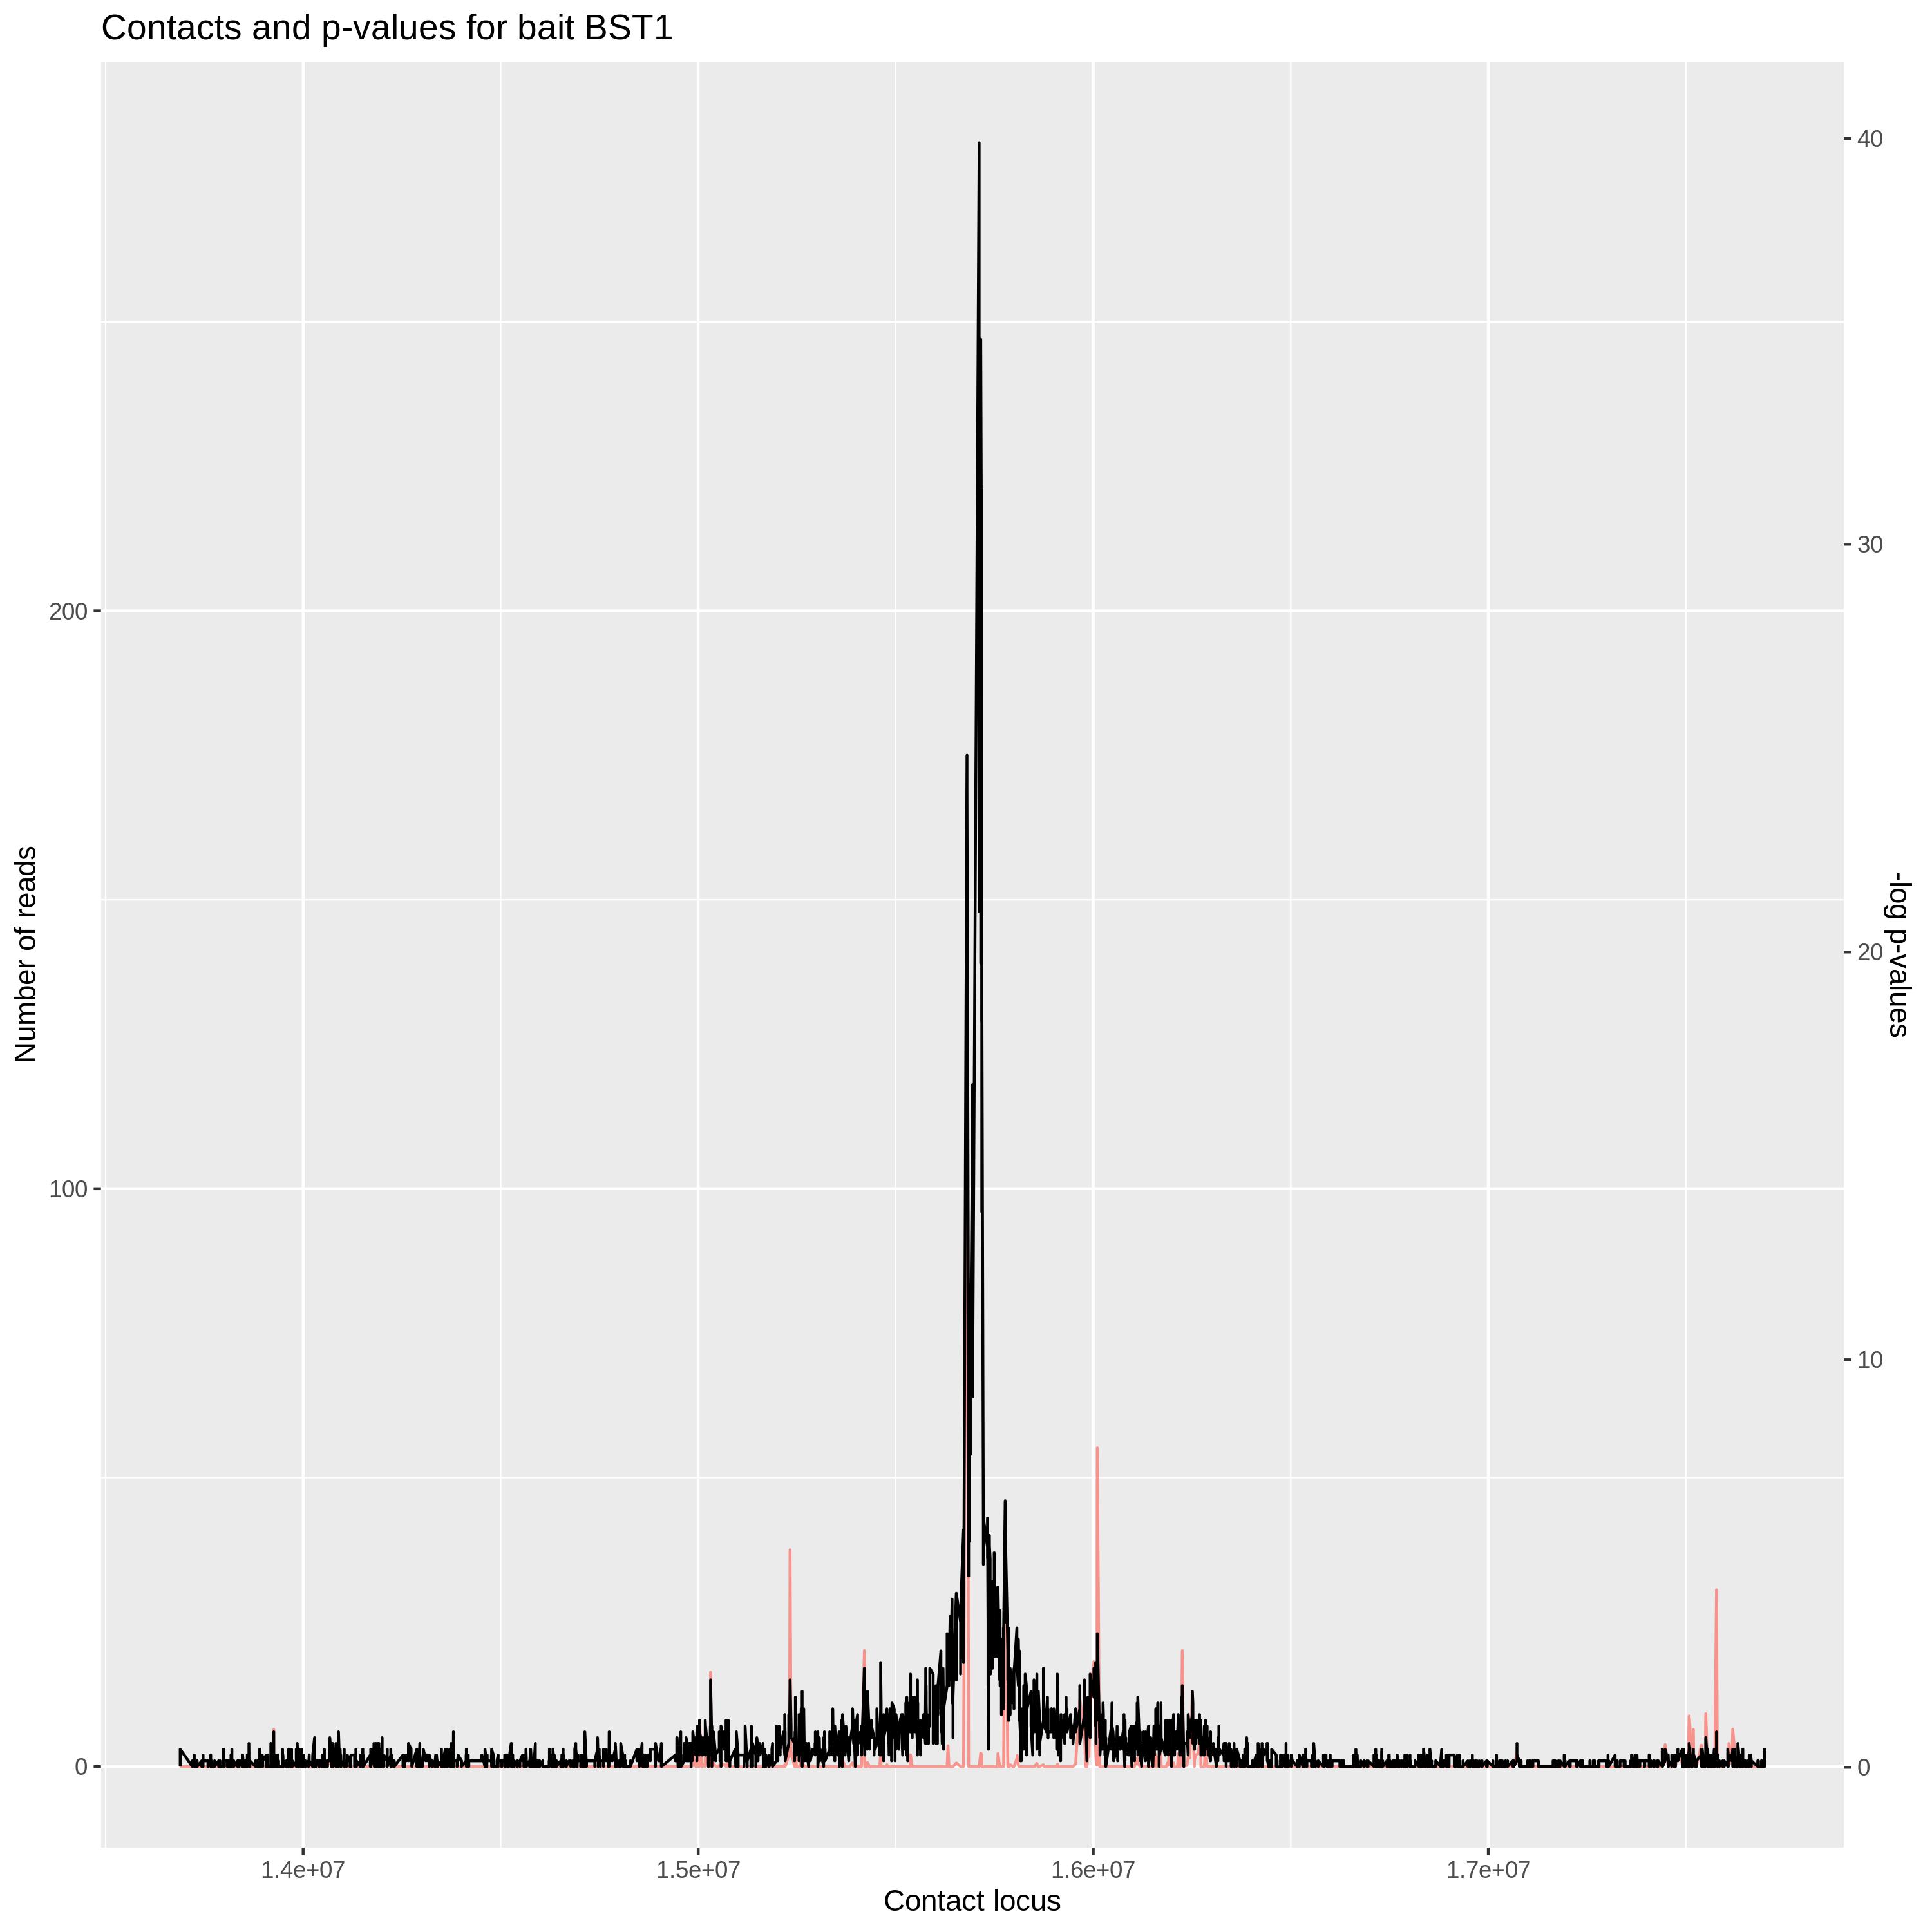 Contacts and p-values for bait BST1
40
30
200
Number of reads
-log p-values
20
100
10
0
0
1.4e+07
1.5e+07
1.6e+07
1.7e+07
Contact locus